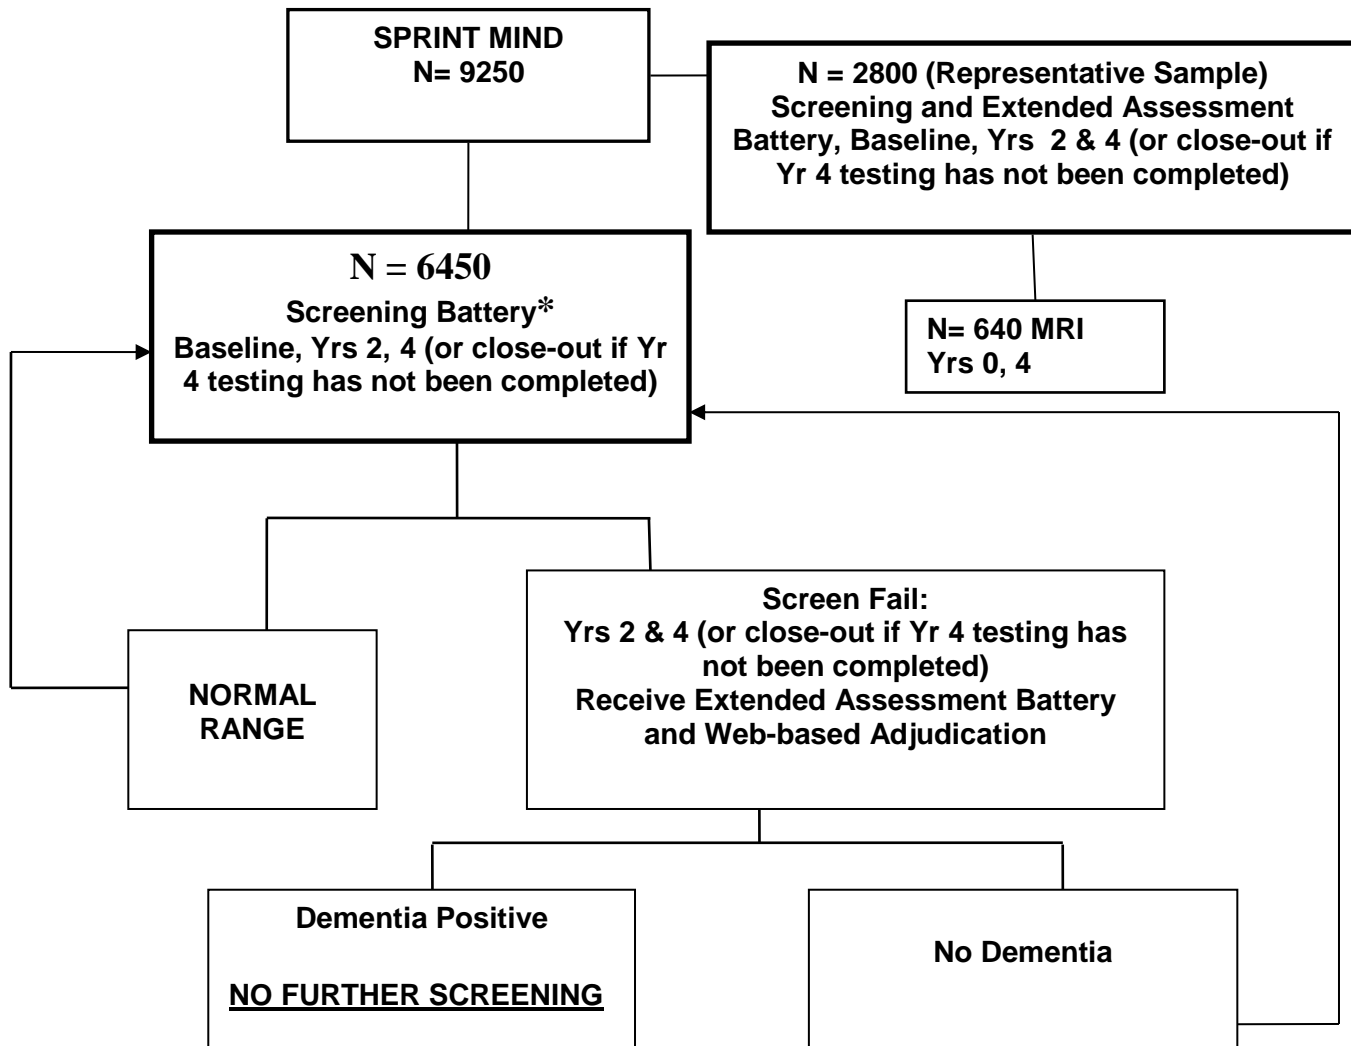 SPRINT MIND
N= 9250
N = 2800 (Representative Sample)
Screening and Extended Assessment
Battery, Baseline, Yrs 2 & 4 (or close-out if
Yr 4 testing has not been completed)
N = 6450
Screening Battery*
Baseline, Yrs 2, 4 (or close-out if Yr
4 testing has not been completed)
N= 640 MRI
Yrs 0, 4
Screen Fail:
Yrs 2 & 4 (or close-out if Yr 4 testing has
not been completed)
Receive Extended Assessment Battery
and Web-based Adjudication
NORMAL
RANGE
Dementia Positive
NO FURTHER SCREENING
No Dementia